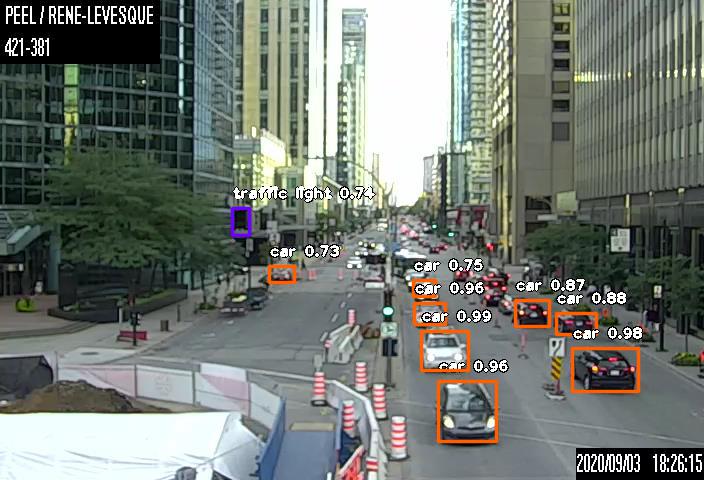 PEEL / RENE-LEVESQUE
421-381
traffic light 0.74
car 0.73
car 0.75
car 0.96
car 0.87
car 0.88
car 0.99
car 0.98
car 0.96
2020/09/03 18:26:15